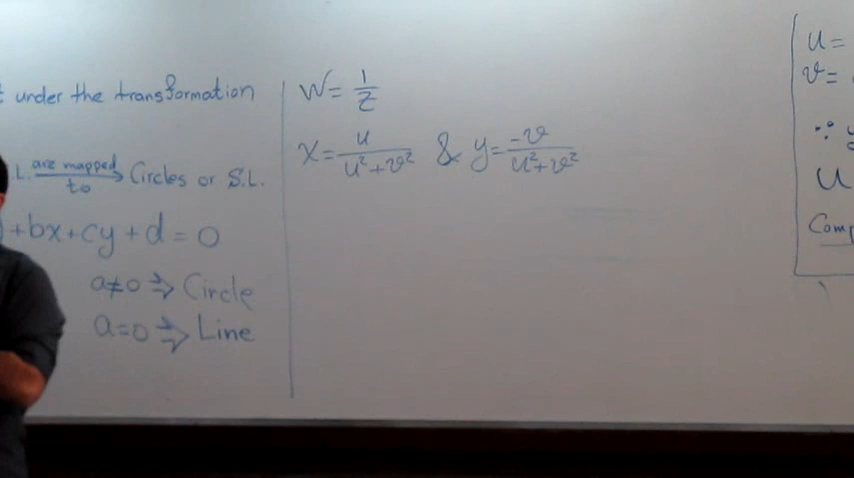 under the transformation
L. are mapped to Circles or S.L.
+bx+cy+d=0
a≠0 ⇒ Circle
a=0 ⇒ Line
W = 1/Z
x = u/(u²+v²) & y = -v/(u²+v²)
u =
v =
∵
u